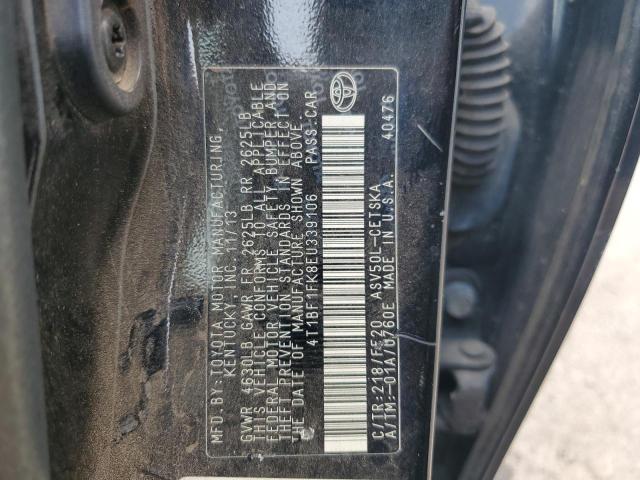 MFD. BY: TOYOTA MOTOR MANUFACTURING,
KENTUCKY, INC. 11/13
GVWR 4630LB GAWR FR 2625LB RR 2625LB
THIS VEHICLE CONFORMS TO ALL APPLICABLE
FEDERAL MOTOR VEHICLE SAFETY, BUMPER, AND
THEFT PREVENTION STANDARDS IN EFFECT ON
THE DATE OF MANUFACTURE SHOWN ABOVE.
4T1BF1FK8EU339106 PASS.CAR
C/TR:218/FE20 ASV50L-CETSKA
A/TM:-01A/U760E MADE IN U.S.A.
40476